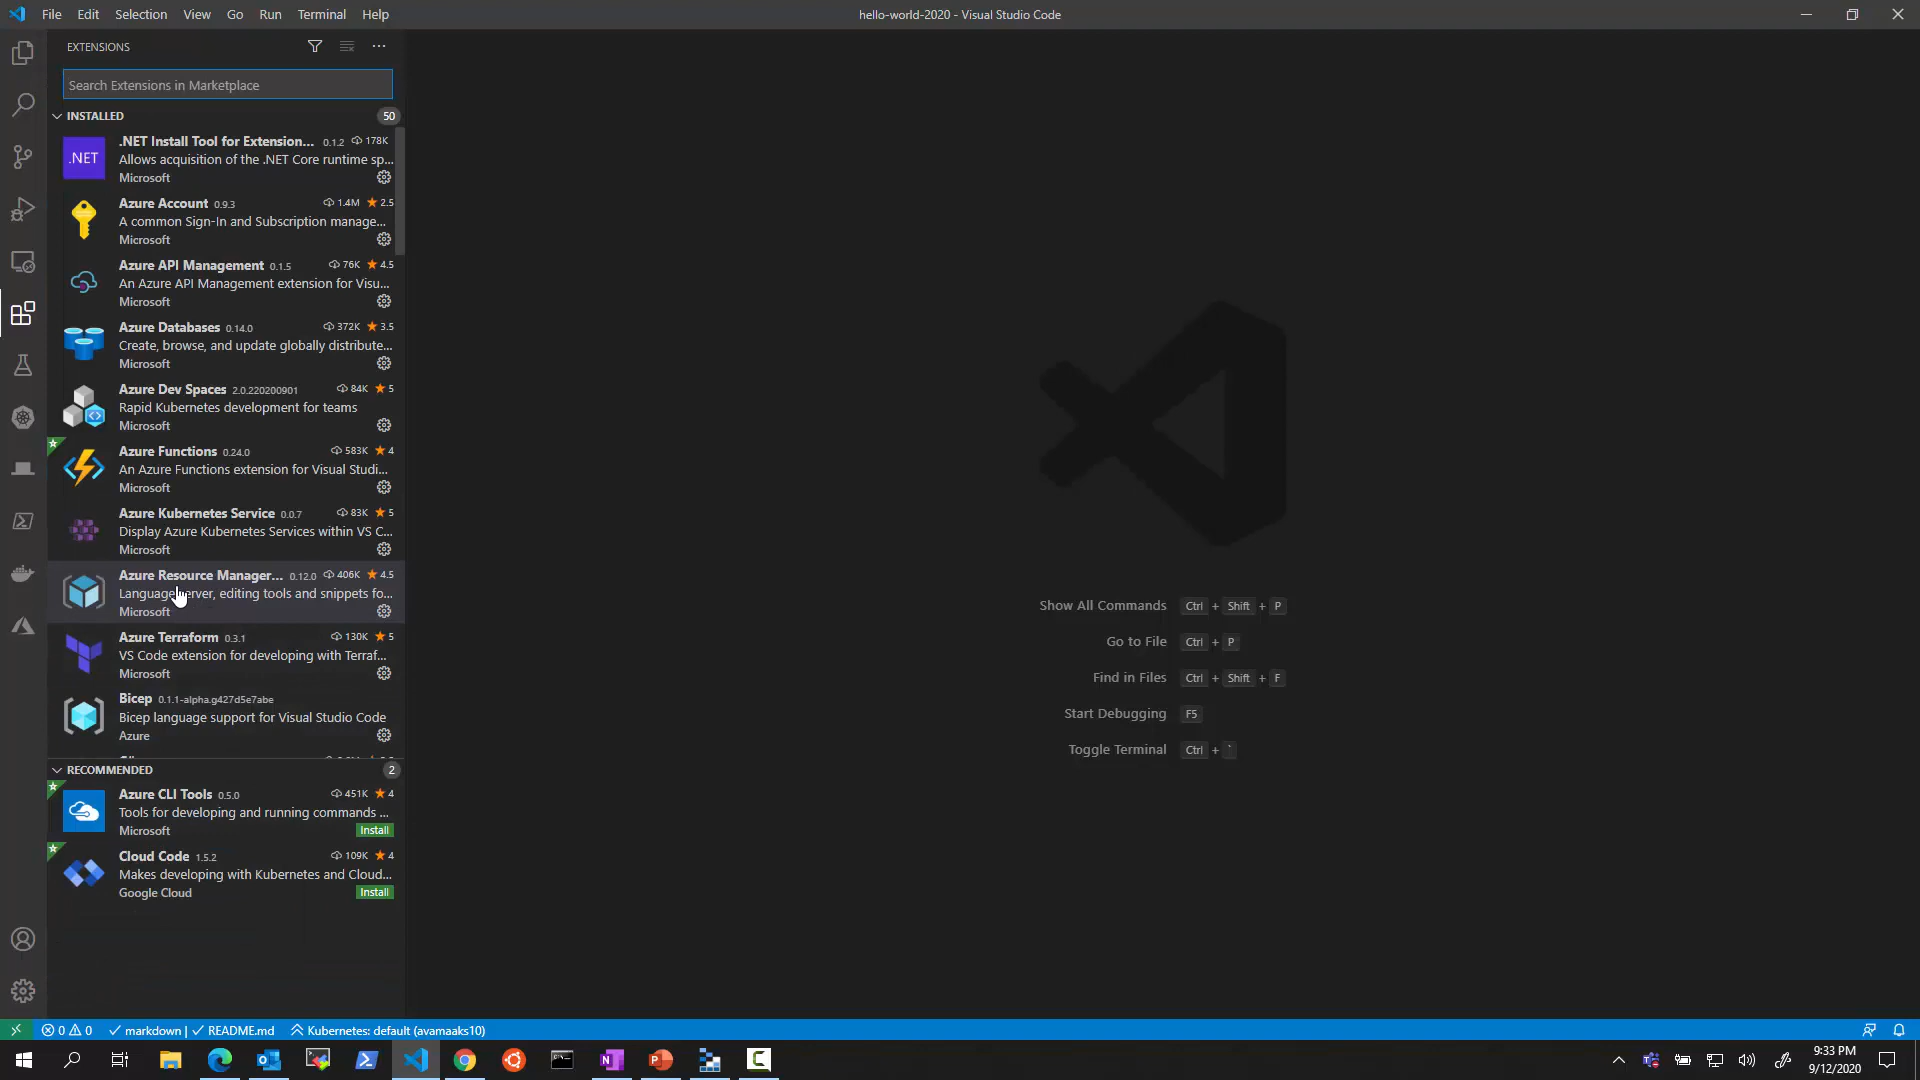 File Edit Selection View Go Run Terminal Help
hello-world-2020 - Visual Studio Code
EXTENSIONS
Search Extensions in Marketplace
INSTALLED 50
.NET Install Tool for Extension... 0.1.2 178K
.NET
Allows acquisition of the .NET Core runtime sp...
Microsoft
Azure Account 0.9.3 1.4M 2.5
A common Sign-In and Subscription manage...
Microsoft
Azure API Management 0.1.5 76K 4.5
An Azure API Management extension for Visu...
Microsoft
Azure Databases 0.14.0 372K 3.5
Create, browse, and update globally distribute...
Microsoft
Azure Dev Spaces 2.0.220200901 84K 5
Rapid Kubernetes development for teams
Microsoft
Azure Functions 0.24.0 583K 4
An Azure Functions extension for Visual Studi...
Microsoft
Azure Kubernetes Service 0.0.7 83K 5
Display Azure Kubernetes Services within VS C...
Microsoft
Azure Resource Manager... 0.12.0 406K 4.5
Language server, editing tools and snippets fo...
Microsoft
Azure Terraform 0.3.1 130K 5
VS Code extension for developing with Terraf...
Microsoft
Bicep 0.1.1-alpha.g427d5e7abe
Bicep language support for Visual Studio Code
Azure
RECOMMENDED 2
Azure CLI Tools 0.5.0 451K 4
Tools for developing and running commands ...
Microsoft Install
Cloud Code 1.5.2 109K 4
Makes developing with Kubernetes and Cloud...
Google Cloud Install
Show All Commands Ctrl + Shift + P
Go to File Ctrl + P
Find in Files Ctrl + Shift + F
Start Debugging F5
Toggle Terminal Ctrl + `
0 0 markdown | README.md Kubernetes: default (avamaaks10)
9:33 PM
9/12/2020